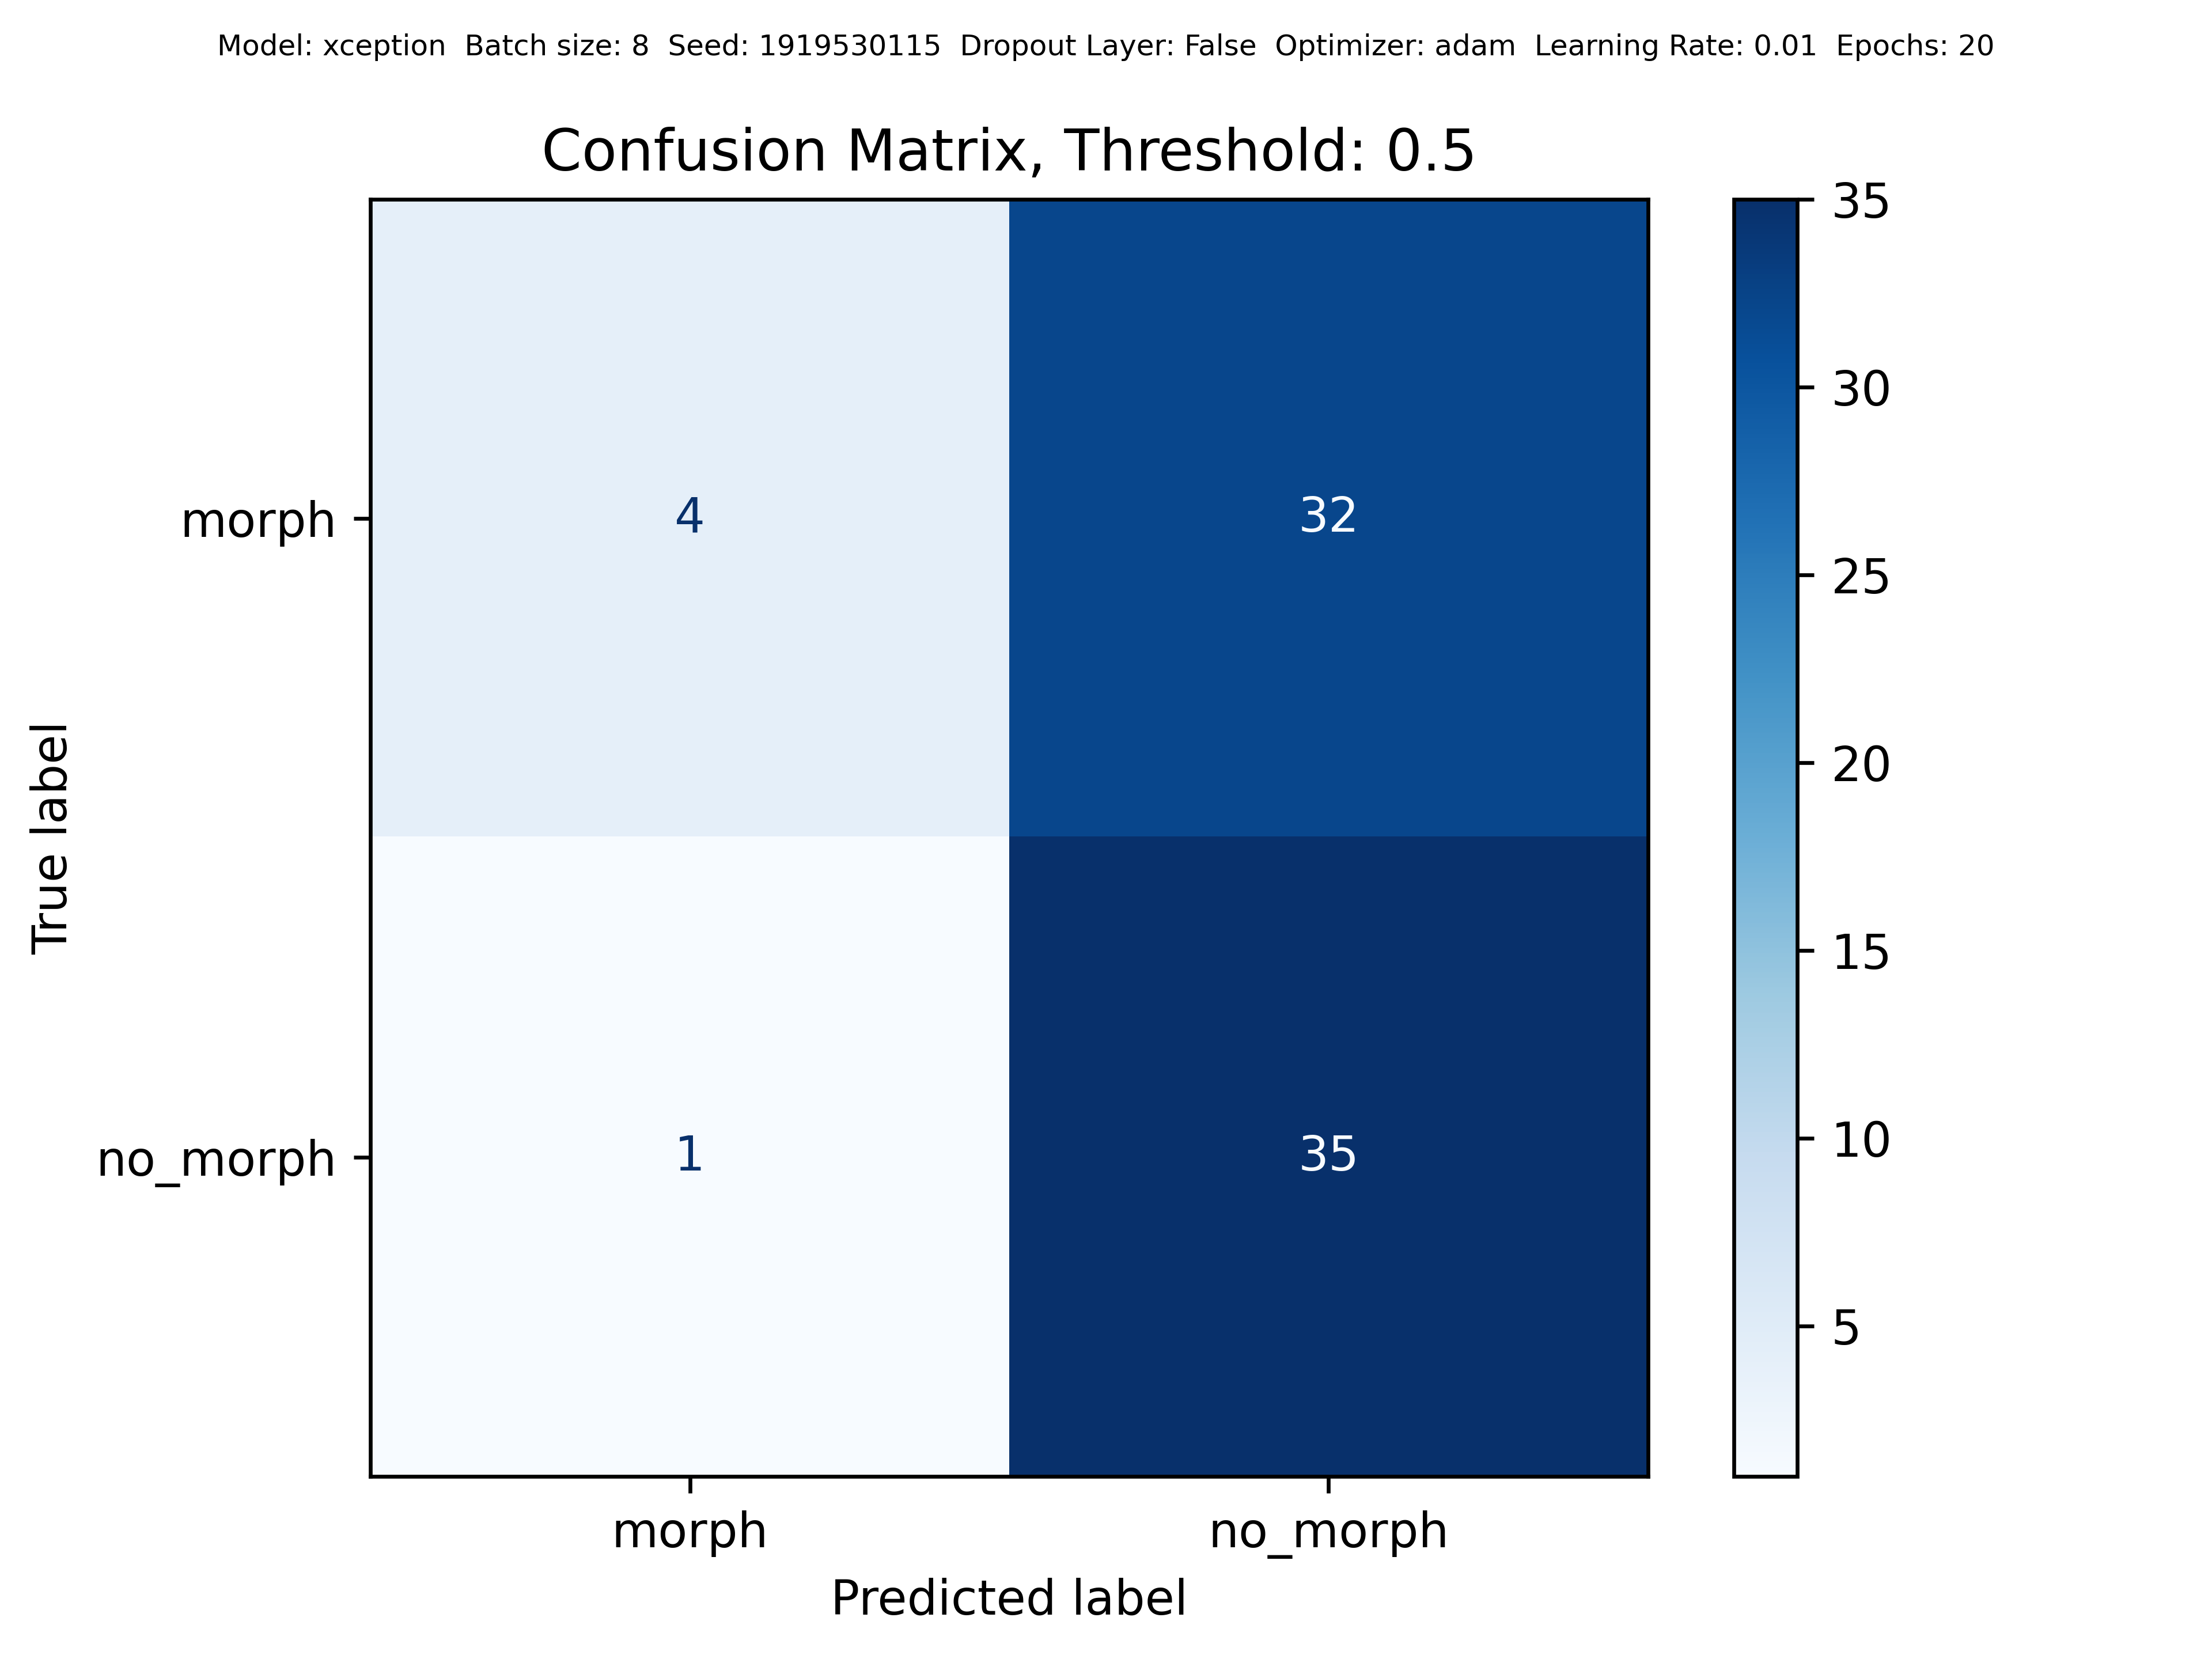 Model: xception  Batch size: 8  Seed: 1919530115  Dropout Layer: False  Optimizer: adam  Learning Rate: 0.01  Epochs: 20
Confusion Matrix, Threshold: 0.5
35
30
25
20
15
10
5
True label
morph
4
32
no_morph
1
35
morph
no_morph
Predicted label